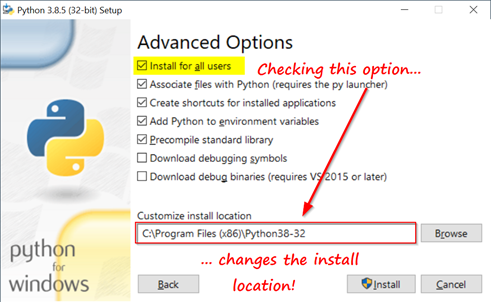 Python 3.8.5 (32-bit) Setup
Advanced Options
Install for all users
Checking this option...
Associate files with Python (requires the py launcher)
Create shortcuts for installed applications
Add Python to environment variables
Precompile standard library
Download debugging symbols
Download debug binaries (requires VS 2015 or later)
Customize install location
C:\Program Files (x86)\Python38-32
Browse
... changes the install
location!
python
for
windows
Back
Install
Cancel